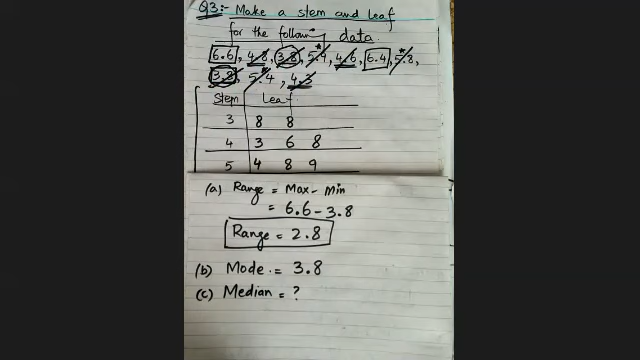 Q3:- Make a stem and leaf
for the following data.
6.6, 4.8, 3.8, 5.9, 4.6, 6.4, 5.8,
3.8, 5.4, 4.3
Stem Leaf
3 8 8
4 3 6 8
5 4 8 9
(a) Range = Max - Min
= 6.6 - 3.8
Range = 2.8
(b) Mode = 3.8
(c) Median = ?